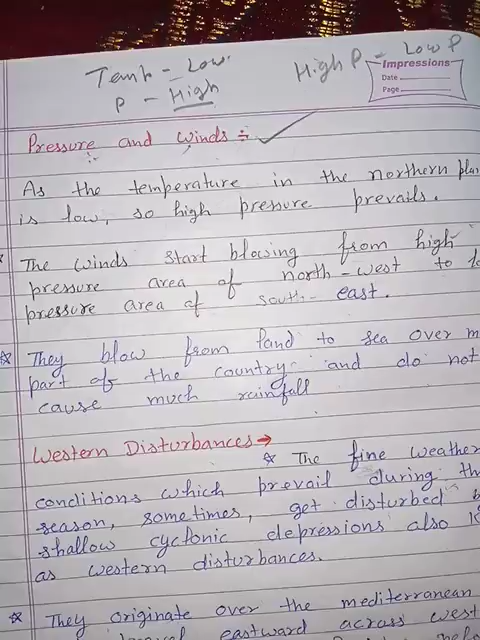 Temp - Low.
P - High
High P - Low P
Impressions
Date
Page
Pressure and Winds :-
As the temperature in the northern
is low, so high pressure prevails.
The winds start blowing from high
pressure area of north-west to
pressure area of south-east.
They blow from land to sea over
part of the country and do not
cause much rainfall
Western Disturbances →
The fine weather
conditions which prevail during
season, sometimes, get disturbed
shallow cyclonic depressions also
as western disturbances.
They originate over the mediterranean
eastward across